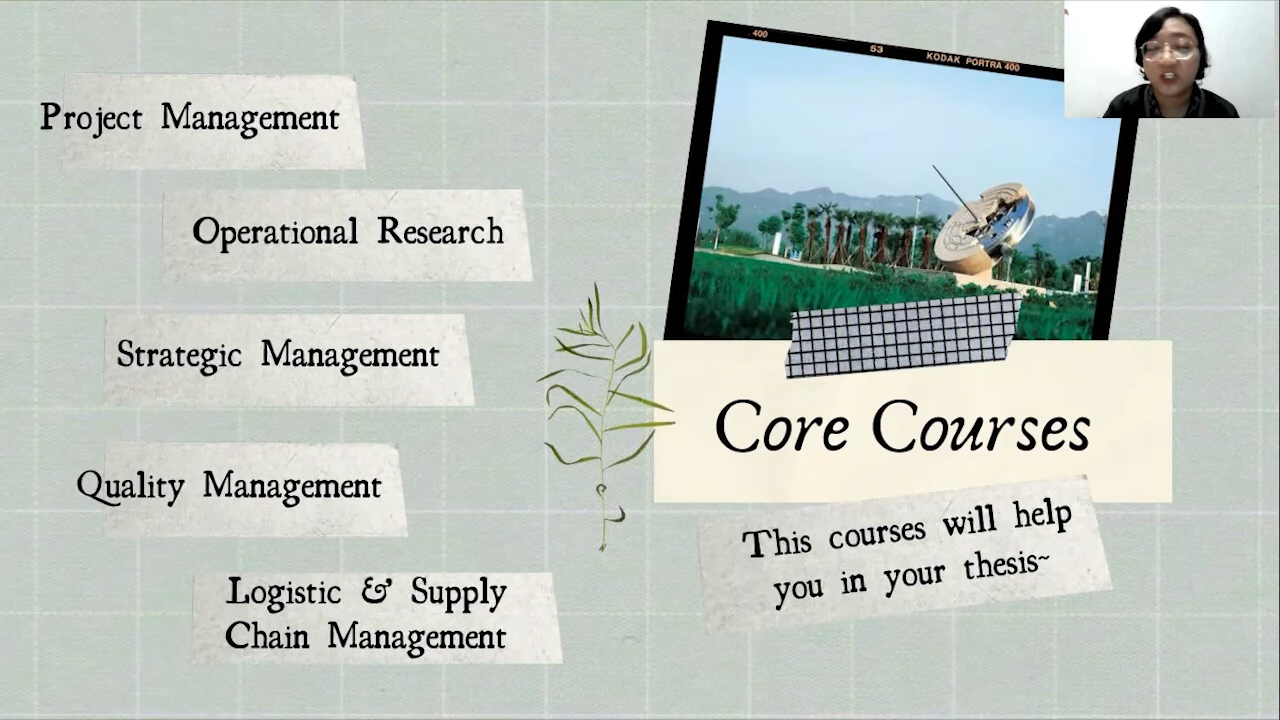 Project Management
Operational Research
Strategic Management
Quality Management
Logistic & Supply
Chain Management
400
53
KODAK PORTRA 400
Core Courses
This courses will help
you in your thesis~